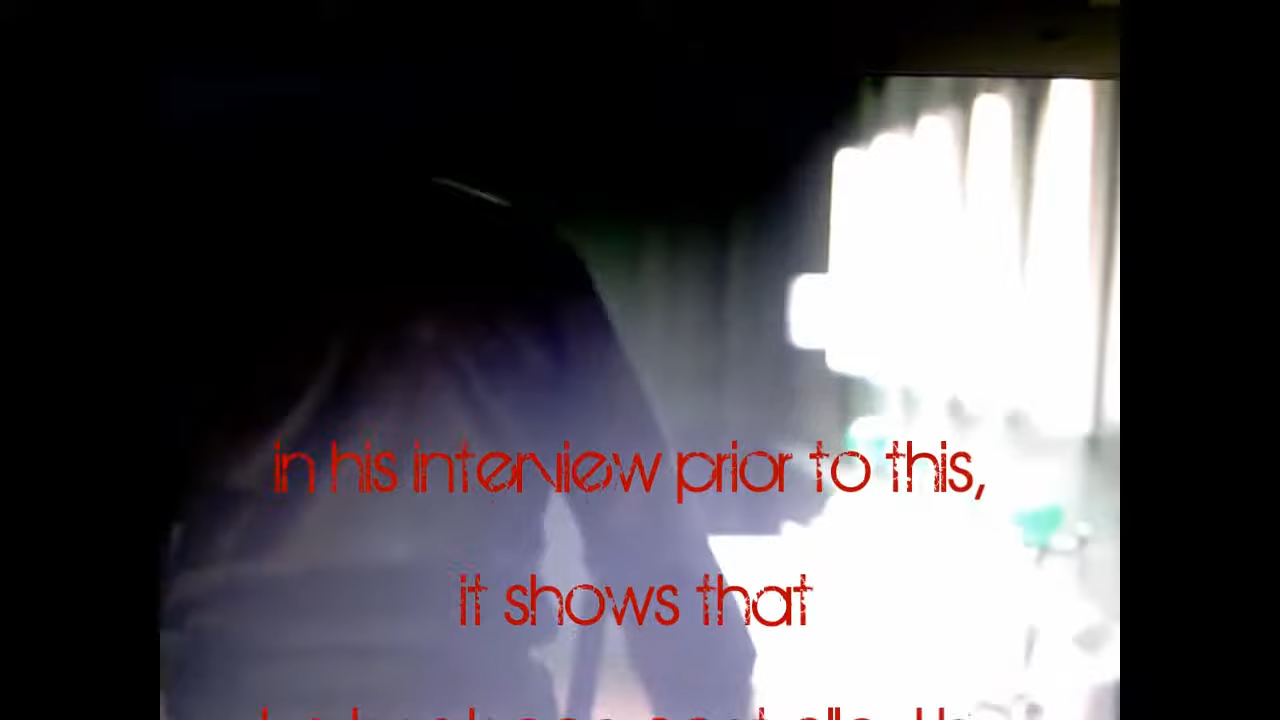 in his interview prior to this,
it shows that